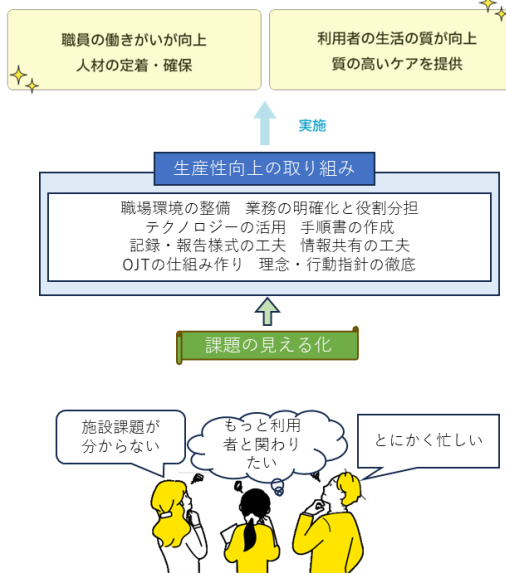 職員の働きがいが向上
人材の定着・確保
利用者の生活の質が向上
質の高いケアを提供
実施
生産性向上の取り組み
職場環境の整備 業務の明確化と役割分担
テクノロジーの活用 手順書の作成
記録・報告様式の工夫 情報共有の工夫
OJTの仕組み作り 理念・行動指針の徹底
課題の見える化
施設課題が
分からない
もっと利用
者と関わり
たい
とにかく忙しい